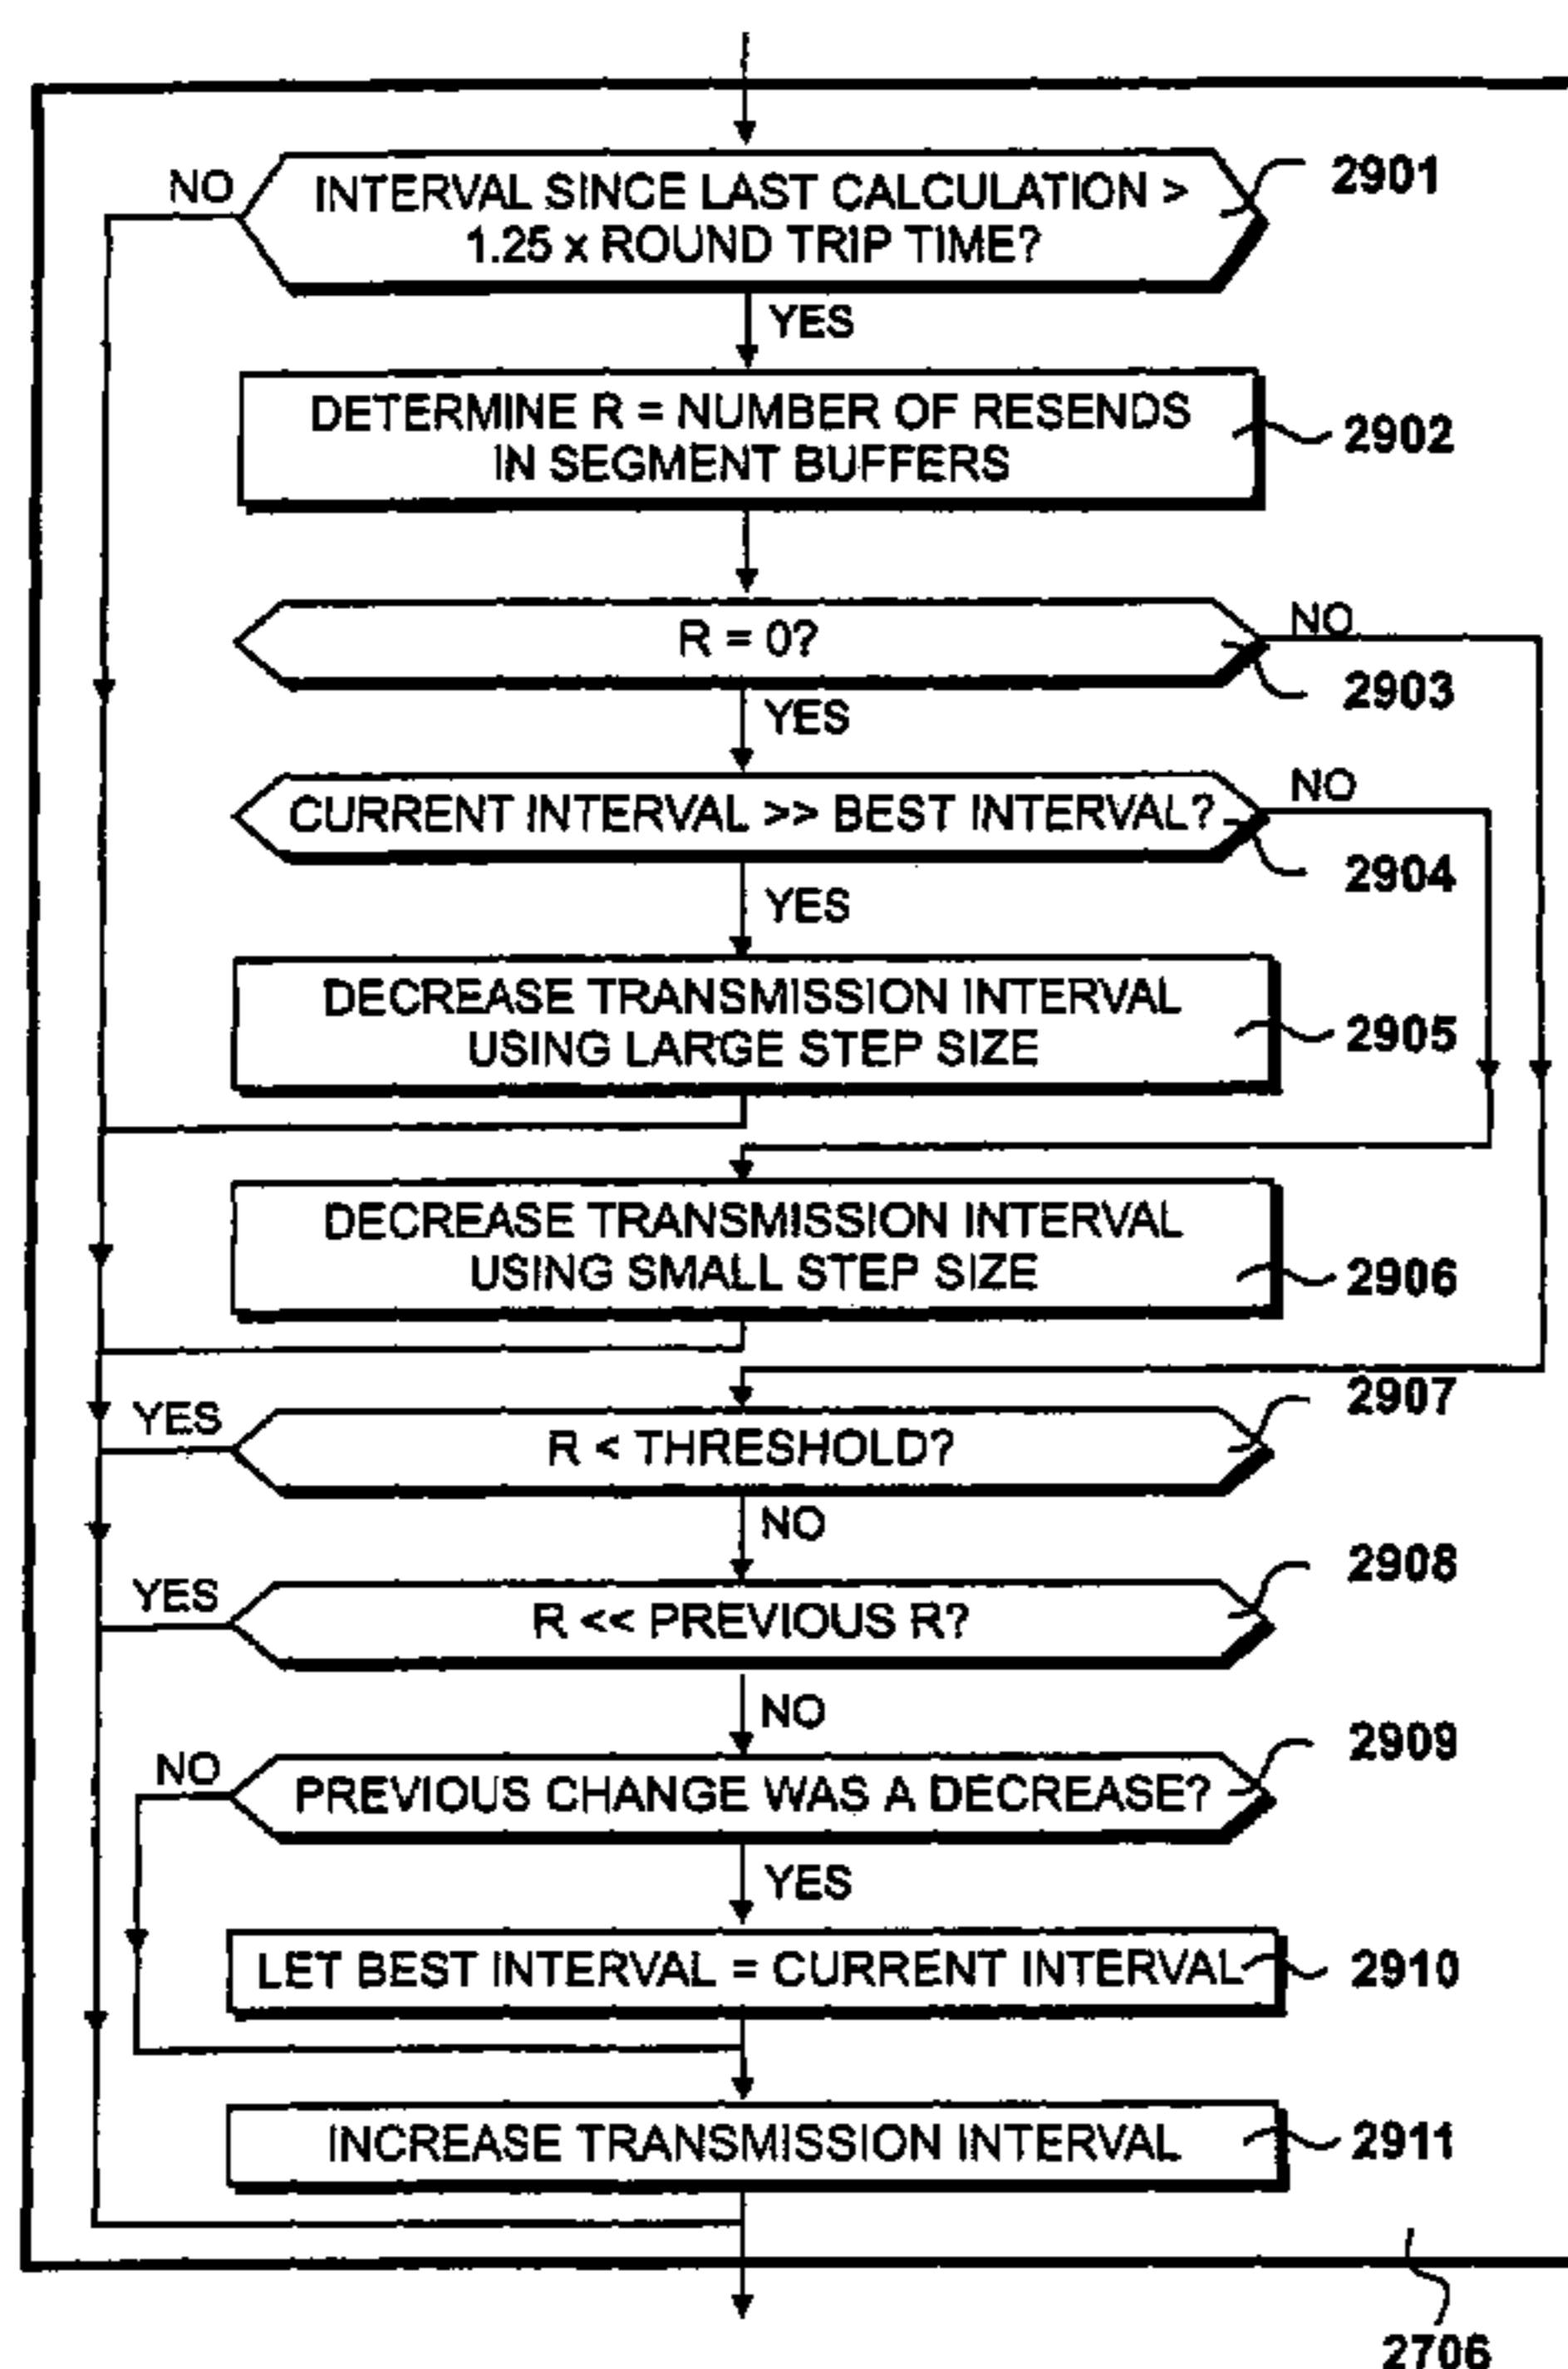 NO
INTERVAL SINCE LAST CALCULATION >
1.25 x ROUND TRIP TIME?
2901
YES
DETERMINE R = NUMBER OF RESENDS
IN SEGMENT BUFFERS
2902
R = 0?
NO
2903
YES
CURRENT INTERVAL >> BEST INTERVAL?
NO
2904
YES
DECREASE TRANSMISSION INTERVAL
USING LARGE STEP SIZE
2905
DECREASE TRANSMISSION INTERVAL
USING SMALL STEP SIZE
2906
YES
R < THRESHOLD?
2907
NO
YES
R << PREVIOUS R?
2908
NO
NO
PREVIOUS CHANGE WAS A DECREASE?
2909
YES
LET BEST INTERVAL = CURRENT INTERVAL
2910
INCREASE TRANSMISSION INTERVAL
2911
2706